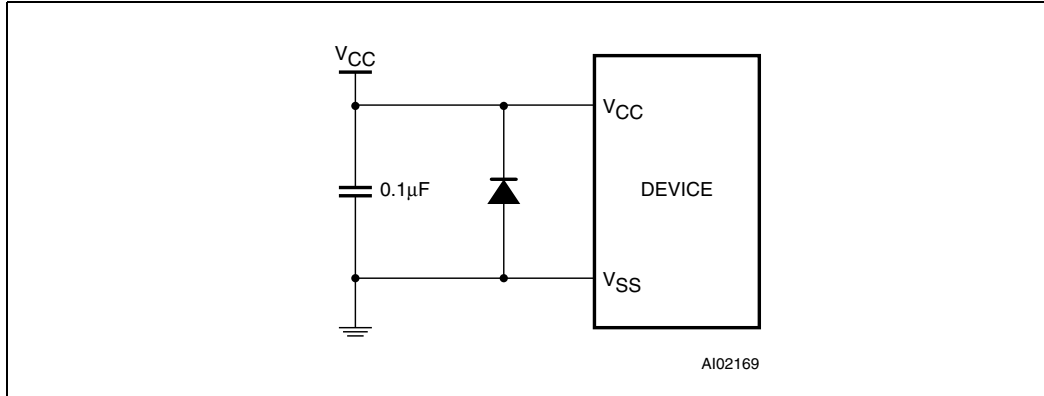 VCC
VCC
0.1μF
DEVICE
VSS
AI02169